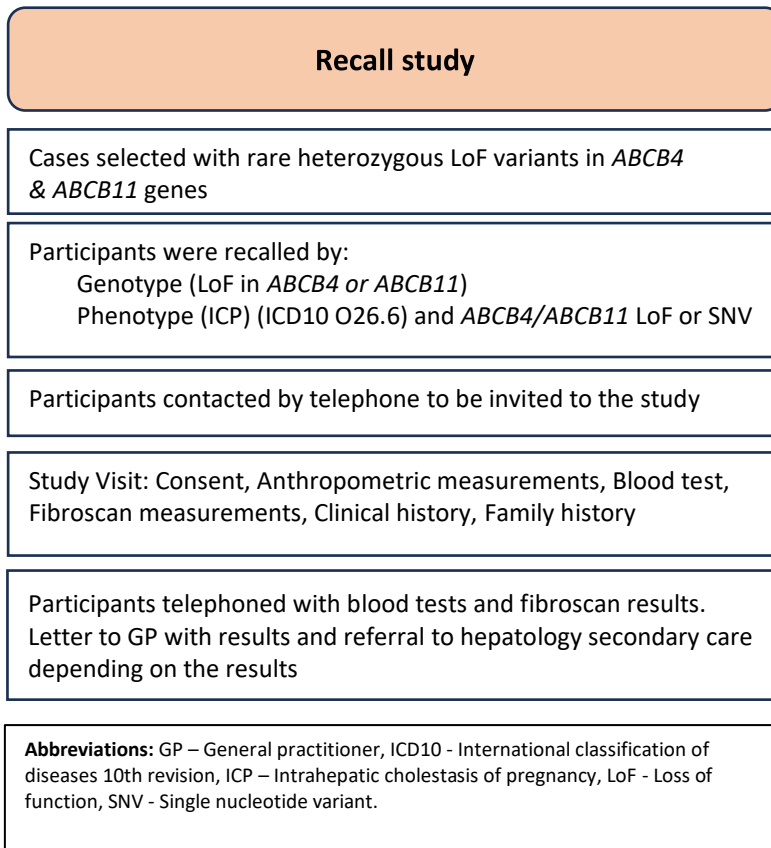 Recall study
Cases selected with rare heterozygous LoF variants in ABCB4
& ABCB11 genes
Participants were recalled by:
Genotype (LoF in ABCB4 or ABCB11)
Phenotype (ICP) (ICD10 O26.6) and ABCB4/ABCB11 LoF or SNV
Participants contacted by telephone to be invited to the study
Study Visit: Consent, Anthropometric measurements, Blood test,
Fibroscan measurements, Clinical history, Family history
Participants telephoned with blood tests and fibroscan results.
Letter to GP with results and referral to hepatology secondary care
depending on the results
Abbreviations: GP – General practitioner, ICD10 - International classification of
diseases 10th revision, ICP – Intrahepatic cholestasis of pregnancy, LoF - Loss of
function, SNV - Single nucleotide variant.